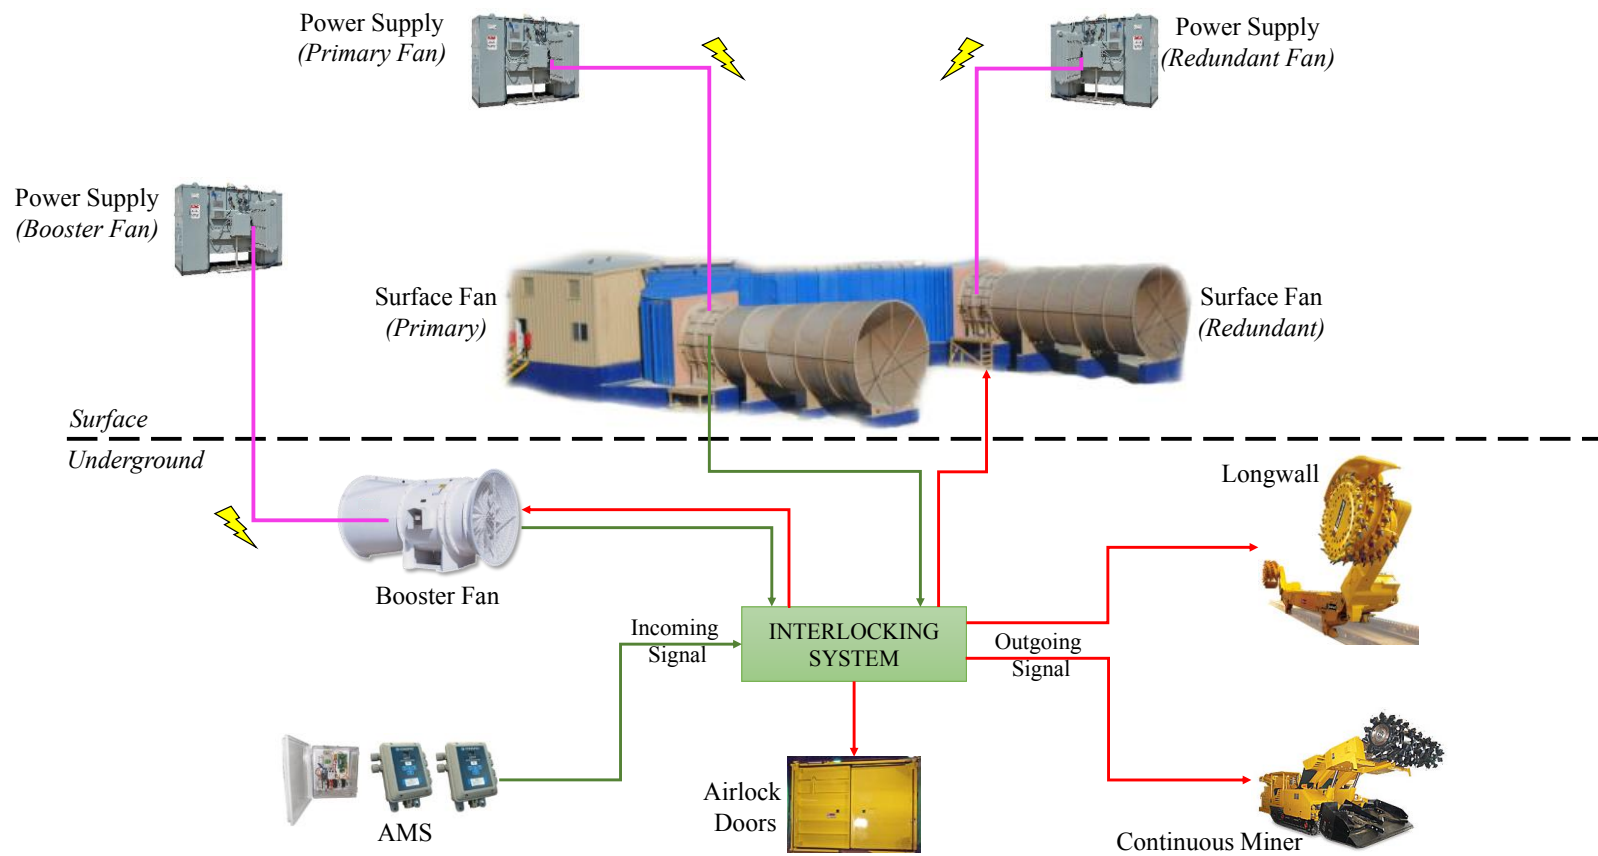 Power Supply
(Primary Fan)
Power Supply
(Redundant Fan)
Power Supply
(Booster Fan)
Surface Fan
(Primary)
Surface Fan
(Redundant)
Surface
Underground
Longwall
Booster Fan
Incoming
Signal
INTERLOCKING
SYSTEM
Outgoing
Signal
AMS
Airlock
Doors
Continuous Miner